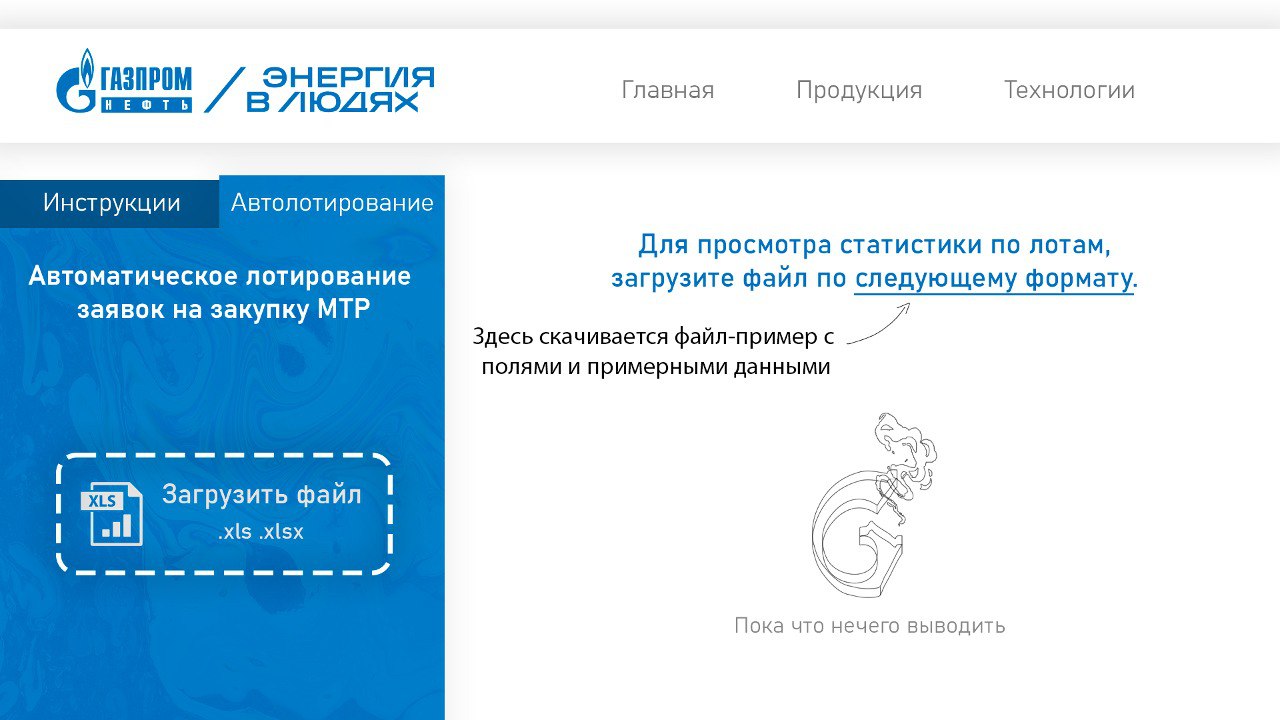 ГАЗПРОМ
НЕФТЬ
ЭНЕРГИЯ
В ЛЮДЯХ
Главная
Продукция
Технологии
Инструкции
Автолотирование
Автоматическое лотирование
заявок на закупку МТР
XLS
Загрузить файл
.xls .xlsx
Для просмотра статистики по лотам,
загрузите файл по следующему формату.
Здесь скачивается файл-пример с
полями и примерными данными
Пока что нечего выводить